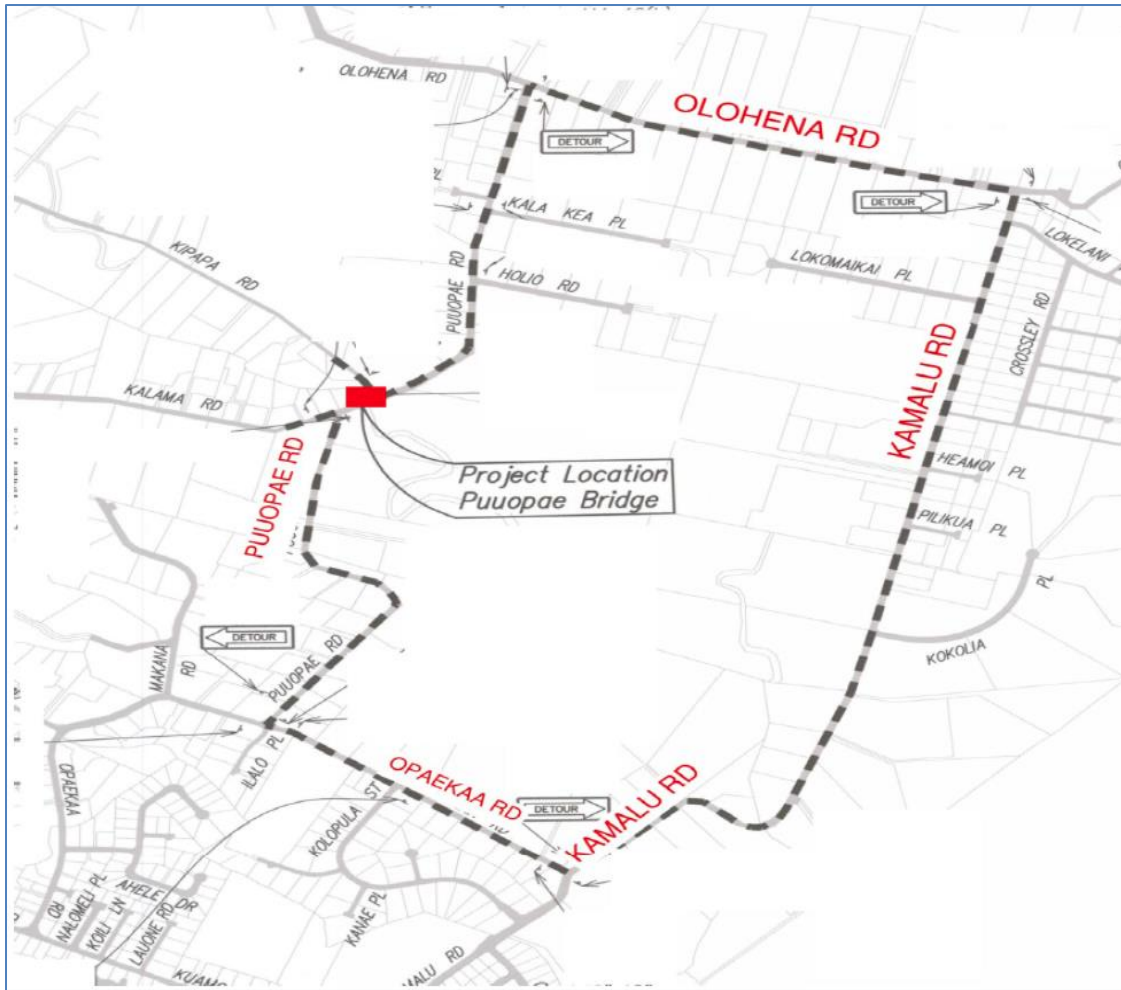 OLOHENA RD
OLOHENA RD
DETOUR
DETOUR
KALA KEA PL
LOKELANI
KIPAPA RD
PUUOPAE RD
HOLIO RD
LOKOMAIKAI PL
CROSSLEY RD
KAMALU RD
KALAMA RD
PUUOPAE RD
Project Location
Puuopae Bridge
HEAMOI PL
PILIKUA PL
PL
KOKOLIA
MAKANA RD
DETOUR
PUUOPAE RD
ILALO PL
OPAEKAA RD
DETOUR
KAMALU RD
OPAEKAA
RD
KOLOPULA ST
NALOMELI PL
KOILI LN
LAUONE RD
AHELE DR
KANAE PL
MALU RD
KUAMO